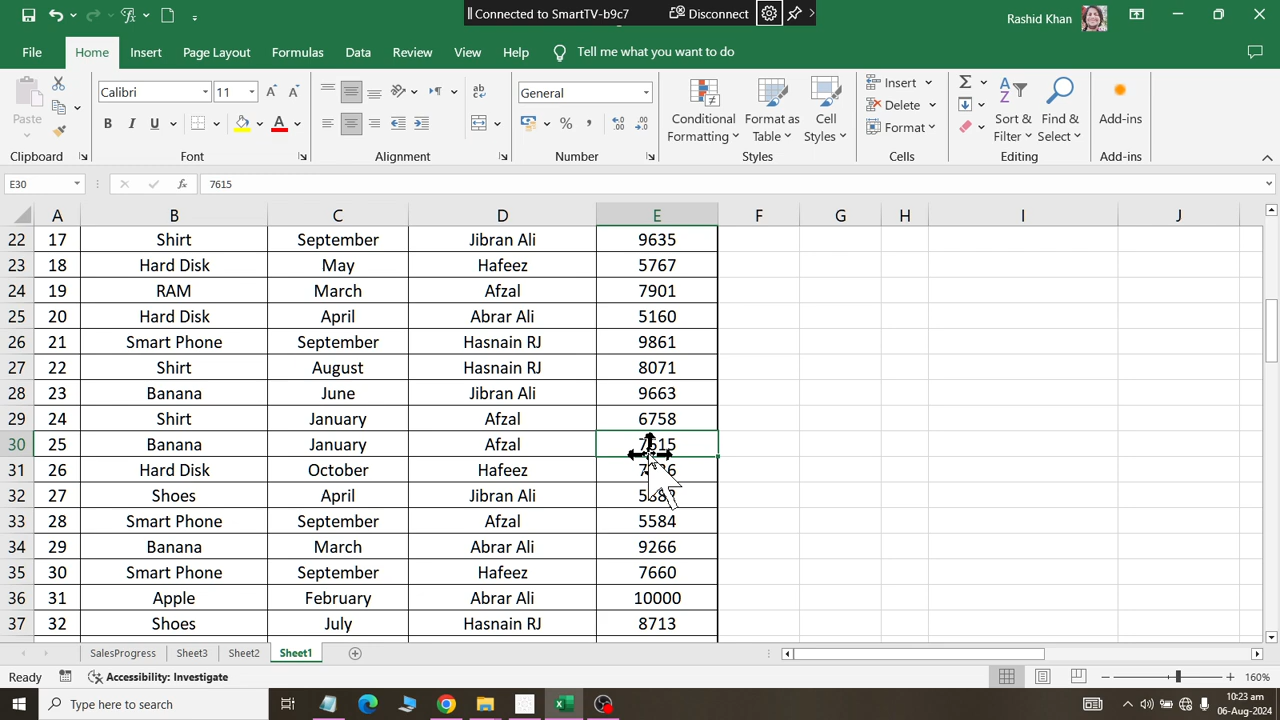 Connected to SmartTV-b9c7 Disconnect
Rashid Khan
File Home Insert Page Layout Formulas Data Review View Help Tell me what you want to do
Paste Calibri 11 General Conditional Formatting Format as Table Cell Styles Insert Delete Format Sort & Filter Find & Select Add-ins
Clipboard Font Alignment Number Styles Cells Editing Add-ins
E30 7615
A B C D E F G H I J
22 17 Shirt September Jibran Ali 9635
23 18 Hard Disk May Hafeez 5767
24 19 RAM March Afzal 7901
25 20 Hard Disk April Abrar Ali 5160
26 21 Smart Phone September Hasnain RJ 9861
27 22 Shirt August Hasnain RJ 8071
28 23 Banana June Jibran Ali 9663
29 24 Shirt January Afzal 6758
30 25 Banana January Afzal 7615
31 26 Hard Disk October Hafeez
32 27 Shoes April Jibran Ali
33 28 Smart Phone September Afzal 5584
34 29 Banana March Abrar Ali 9266
35 30 Smart Phone September Hafeez 7660
36 31 Apple February Abrar Ali 10000
37 32 Shoes July Hasnain RJ 8713
SalesProgress Sheet3 Sheet2 Sheet1
Ready Accessibility: Investigate 160%
Type here to search 10:23 am
06-Aug-2024